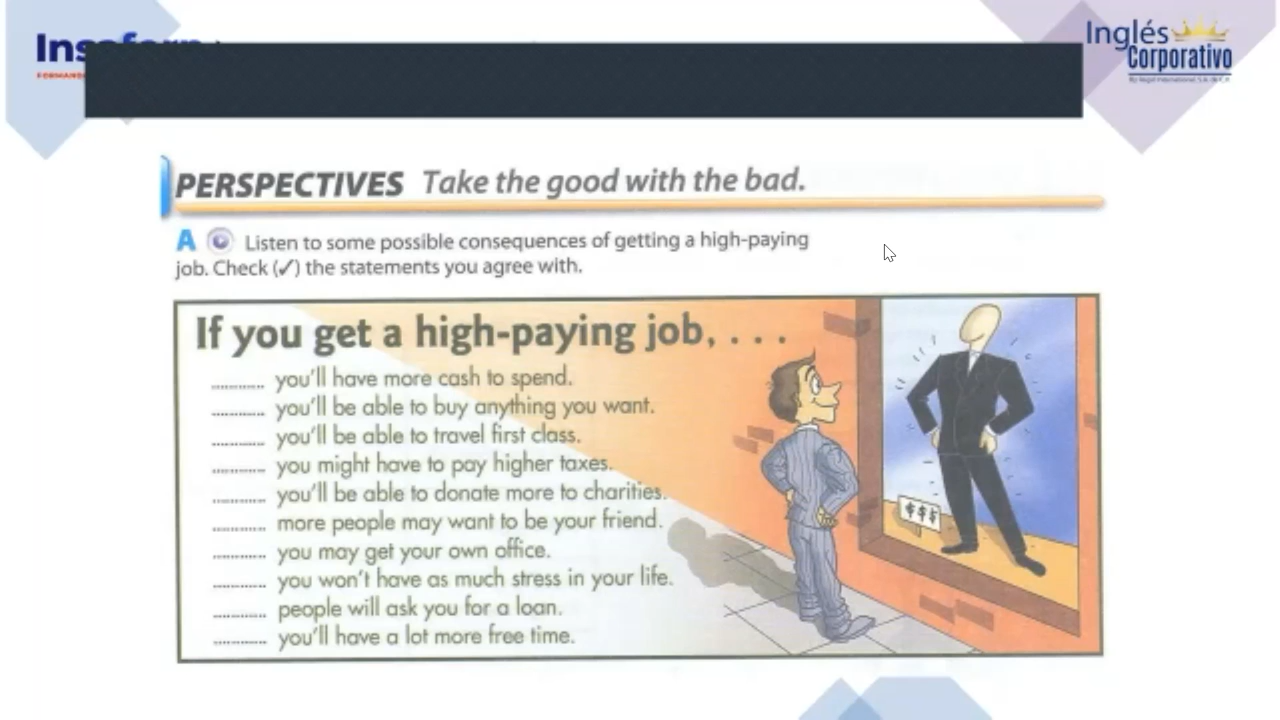 Inglés
Corporativo
PERSPECTIVES Take the good with the bad.
A Listen to some possible consequences of getting a high-paying
job. Check (✓) the statements you agree with.
If you get a high-paying job, . . .
............ you'll have more cash to spend.
............ you'll be able to buy anything you want.
............ you'll be able to travel first class.
............ you might have to pay higher taxes.
............ you'll be able to donate more to charities.
............ more people may want to be your friend.
............ you may get your own office.
............ you won't have as much stress in your life.
............ people will ask you for a loan.
............ you'll have a lot more free time.
$$$